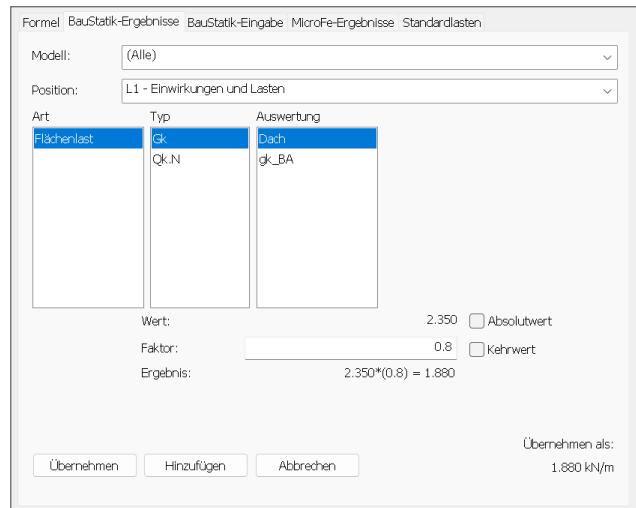 Formel BauStatik-Ergebnisse BauStatik-Eingabe MicroFe-Ergebnisse Standardlasten
Modell: (Alle)
Position: L1 - Einwirkungen und Lasten
Art Typ Auswertung
Flächenlast Gk Dach
Qk.N gk_BA
Wert: 2.350 Absolutwert
Faktor: 0.8 Kehrwert
Ergebnis: 2.350*(0.8) = 1.880
Übernehmen als:
Übernehmen Hinzufügen Abbrechen 1.880 kN/m